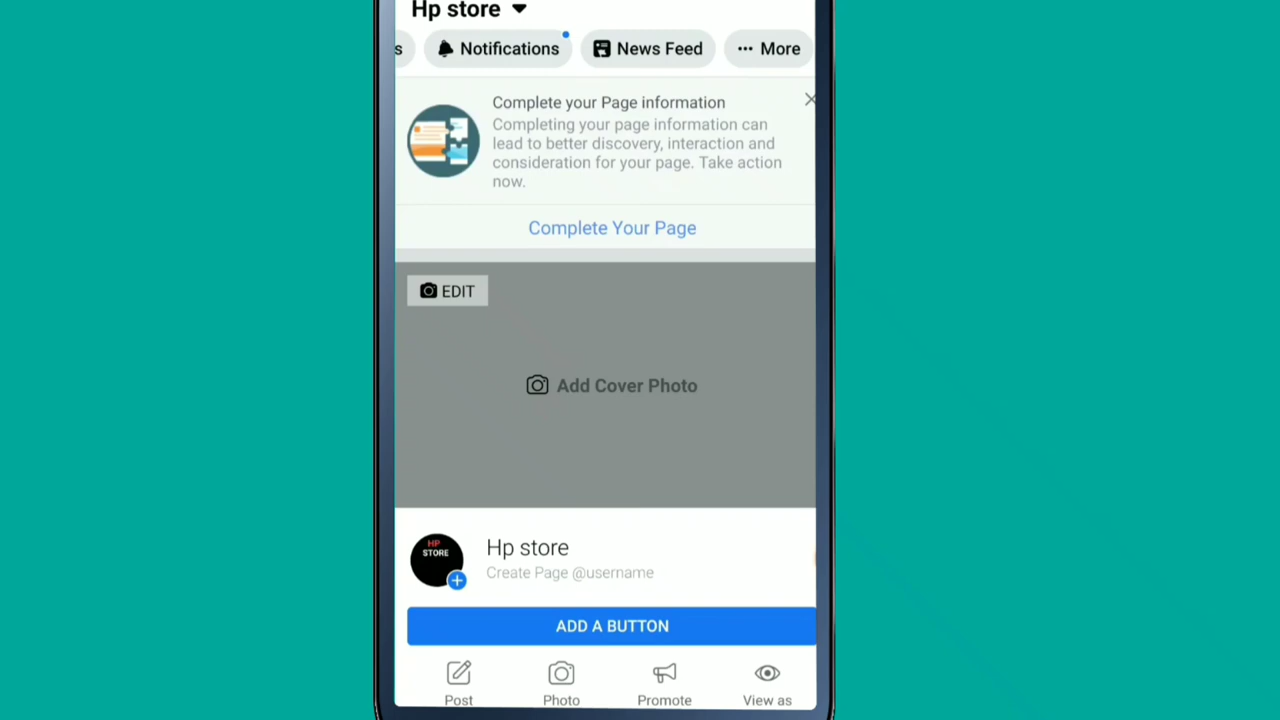 Hp store
s Notifications News Feed More
Complete your Page information
Completing your page information can
lead to better discovery, interaction and
consideration for your page. Take action
now.
Complete Your Page
EDIT
Add Cover Photo
HP
STORE
Hp store
Create Page @username
ADD A BUTTON
Post Photo Promote View as